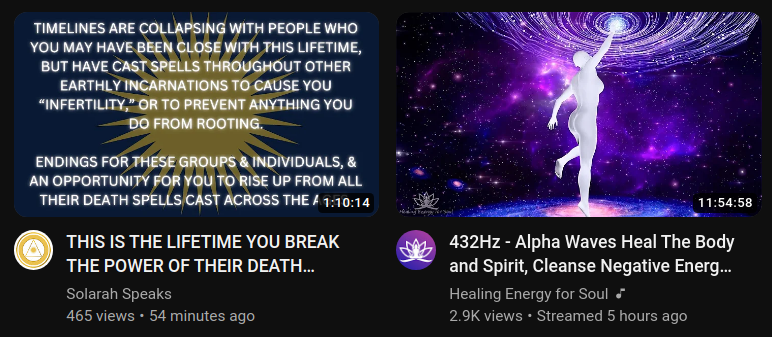 TIMELINES ARE COLLAPSING WITH PEOPLE WHO
YOU MAY HAVE BEEN CLOSE WITH THIS LIFETIME,
BUT HAVE CAST SPELLS THROUGHOUT OTHER
EARTHLY INCARNATIONS TO CAUSE YOU
“INFERTILITY,” OR TO PREVENT ANYTHING YOU
DO FROM ROOTING.
ENDINGS FOR THESE GROUPS & INDIVIDUALS, &
AN OPPORTUNITY FOR YOU TO RISE UP FROM ALL
THEIR DEATH SPELLS CAST ACROSS THE
1:10:14
THIS IS THE LIFETIME YOU BREAK
THE POWER OF THEIR DEATH…
Solarah Speaks
465 views • 54 minutes ago
Healing Energy for Soul
11:54:58
432Hz - Alpha Waves Heal The Body
and Spirit, Cleanse Negative Energ…
Healing Energy for Soul
2.9K views • Streamed 5 hours ago